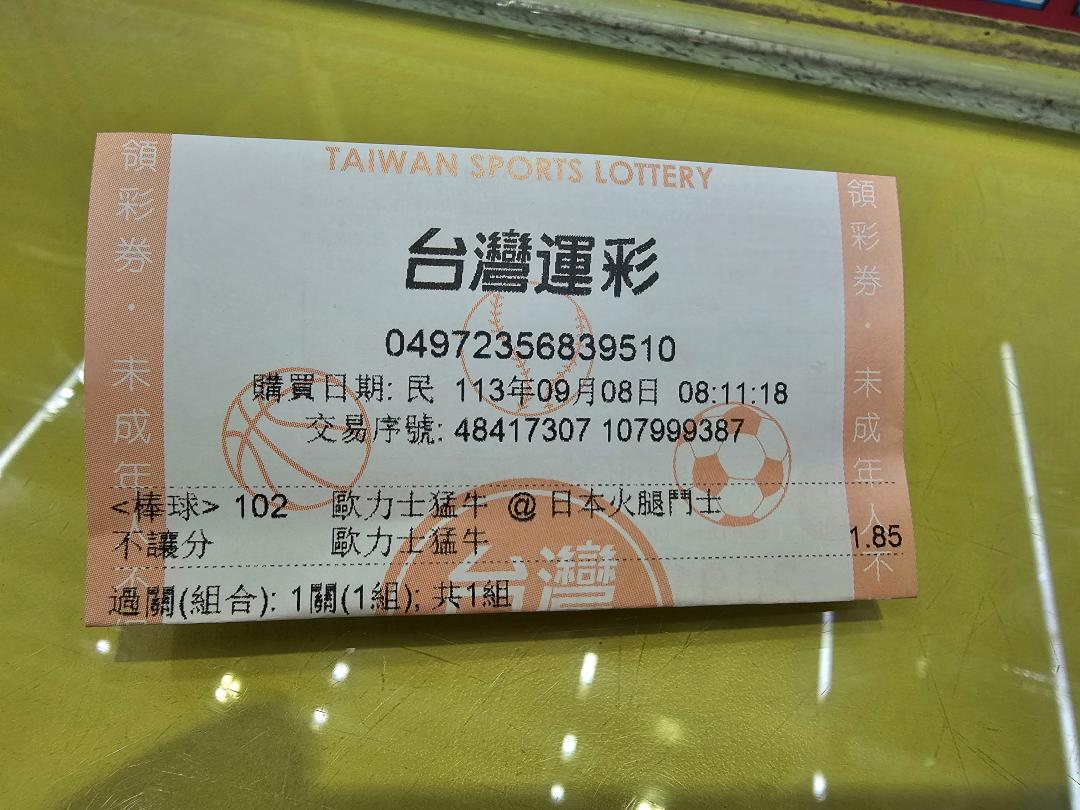 TAIWAN SPORTS LOTTERY
台灣運彩
04972356839510
購買日期: 民 113年09月08日 08:11:18
交易序號: 48417307 107999387
<棒球> 102 歐力士猛牛 @ 日本火腿鬥士
不讓分 歐力士猛牛 1.85
過關(組合): 1關(1組); 共1組
台灣
領彩券・未成年人不
領彩券・未成年人不